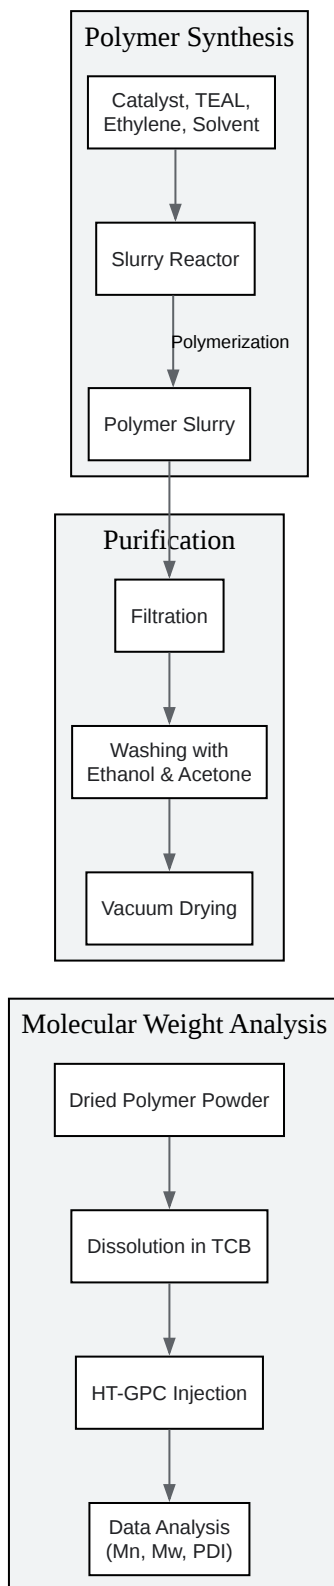 Polymer Synthesis
Catalyst, TEAL,
Ethylene, Solvent
Slurry Reactor
Polymerization
Polymer Slurry
Purification
Filtration
Washing with
Ethanol & Acetone
Vacuum Drying
Molecular Weight Analysis
Dried Polymer Powder
Dissolution in TCB
HT-GPC Injection
Data Analysis
(Mn, Mw, PDI)